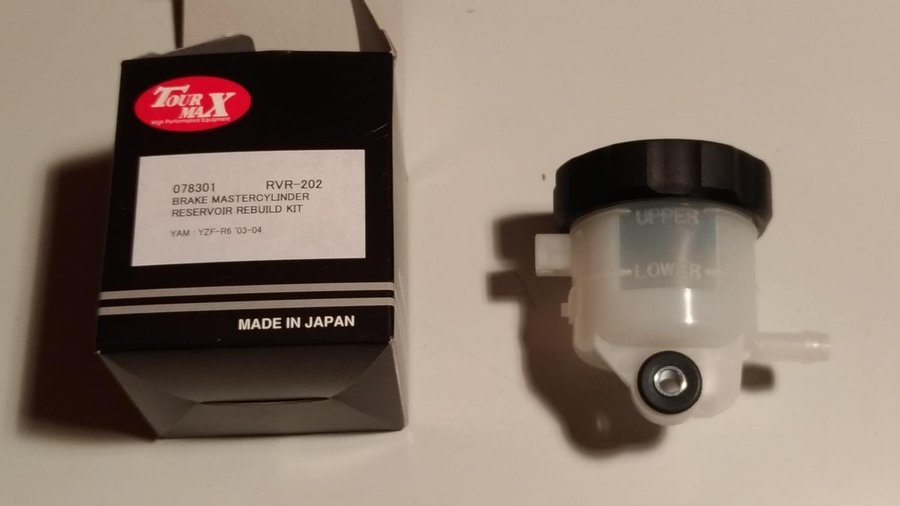 TOUR
MAX
High Performance Equipment
078301 RVR-202
BRAKE MASTERCYLINDER
RESERVOIR REBUILD KIT
YAM : YZF-R6 '03-04
MADE IN JAPAN
UPPER
LOWER